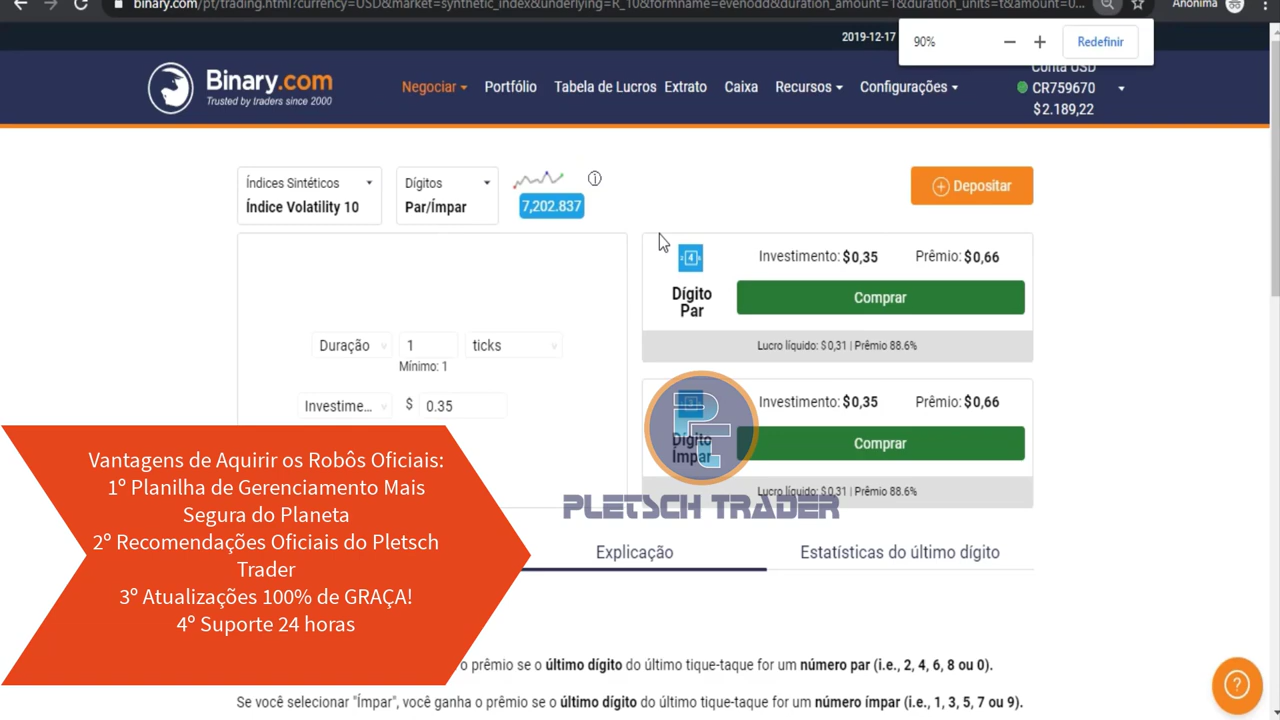 binary.com/pt/trading.html?currency=USD&market=synthetic_index&underlying=R_10&formname=evenodd&duration_amount=1&duration_units=t&amount=0...
Anônima
2019-12-17
90%
Redefinir
Binary.com
Trusted by traders since 2000
Negociar
Portfólio
Tabela de Lucros
Extrato
Caixa
Recursos
Configurações
Conta USD
CR759670
$2.189,22
Índices Sintéticos
Índice Volatility 10
Dígitos
Par/Ímpar
7,202.837
Depositar
Duração
1
ticks
Mínimo: 1
Investime...
$
0.35
4
Dígito
Par
Investimento: $0,35
Prêmio: $0,66
Comprar
Lucro líquido: $0,31 | Prêmio 88.6%
Dígito
Ímpar
Investimento: $0,35
Prêmio: $0,66
Comprar
Lucro líquido: $0,31 | Prêmio 88.6%
PLETSCH TRADER
Vantagens de Aquirir os Robôs Oficiais:
1º Planilha de Gerenciamento Mais
Segura do Planeta
2º Recomendações Oficiais do Pletsch
Trader
3º Atualizações 100% de GRAÇA!
4º Suporte 24 horas
Explicação
Estatísticas do último dígito
o prêmio se o último dígito do último tique-taque for um número par (i.e., 2, 4, 6, 8 ou 0).
Se você selecionar "Ímpar", você ganha o prêmio se o último dígito do último tique-taque for um número ímpar (i.e., 1, 3, 5, 7 ou 9).